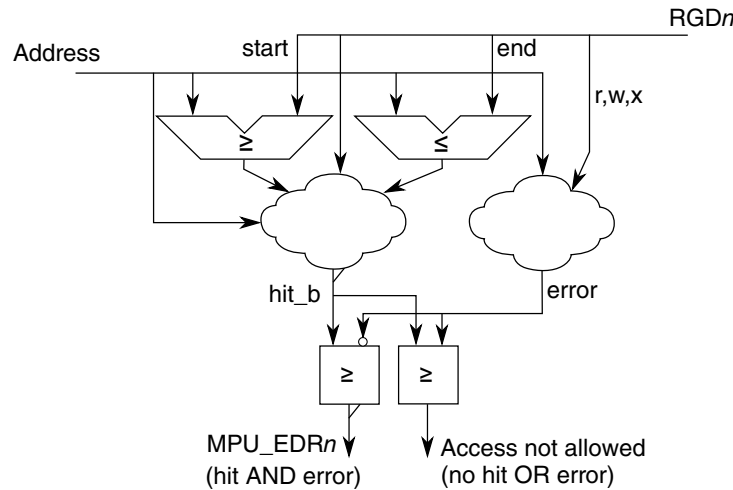 RGDn
Address
start
end
r,w,x
≥
≤
hit_b
error
≥
≥
MPU_EDRn
(hit AND error)
Access not allowed
(no hit OR error)